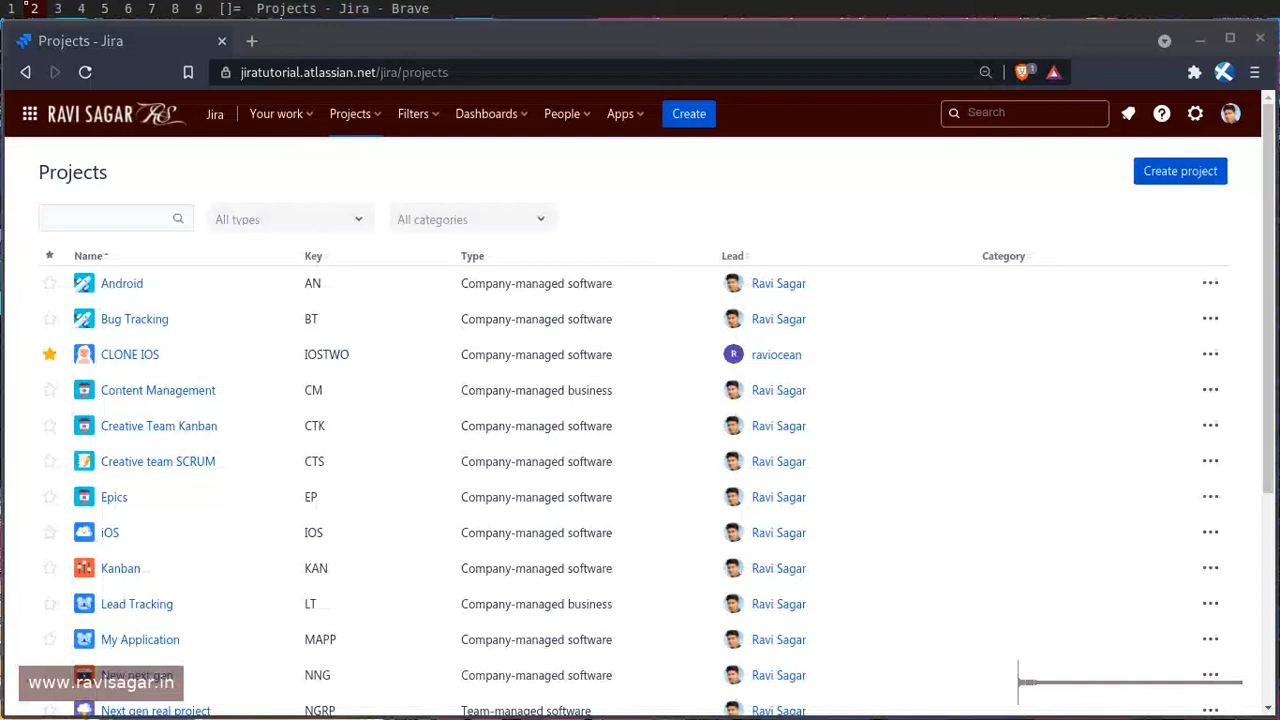 1 2 3 4 5 6 7 8 9 []= Projects - Jira - Brave
Projects - Jira
jiratutorial.atlassian.net/jira/projects
1
RAVI SAGAR RS Jira Your work Projects Filters Dashboards People Apps Create Search
Projects
Create project
All types All categories
Name Key Type Lead Category
Android AN Company-managed software Ravi Sagar
Bug Tracking BT Company-managed software Ravi Sagar
CLONE IOS IOSTWO Company-managed software R raviocean
Content Management CM Company-managed business Ravi Sagar
Creative Team Kanban CTK Company-managed software Ravi Sagar
Creative team SCRUM CTS Company-managed software Ravi Sagar
Epics EP Company-managed software Ravi Sagar
iOS IOS Company-managed software Ravi Sagar
Kanban KAN Company-managed software Ravi Sagar
Lead Tracking LT Company-managed business Ravi Sagar
My Application MAPP Company-managed software Ravi Sagar
New next gen NNG Company-managed software Ravi Sagar
www.ravisagar.in
Next gen real project NGRP Team-managed software Ravi Sagar